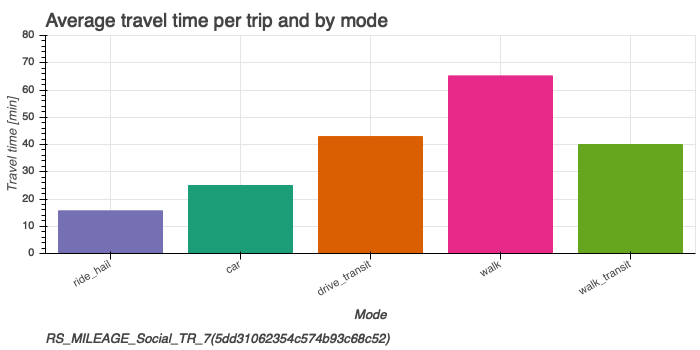 Average travel time per trip and by mode
80
70
60
50
40
30
20
10
0
Travel time [min]
ride_hail
car
drive_transit
walk
walk_transit
Mode
RS_MILEAGE_Social_TR_7(5dd31062354c574b93c68c52)